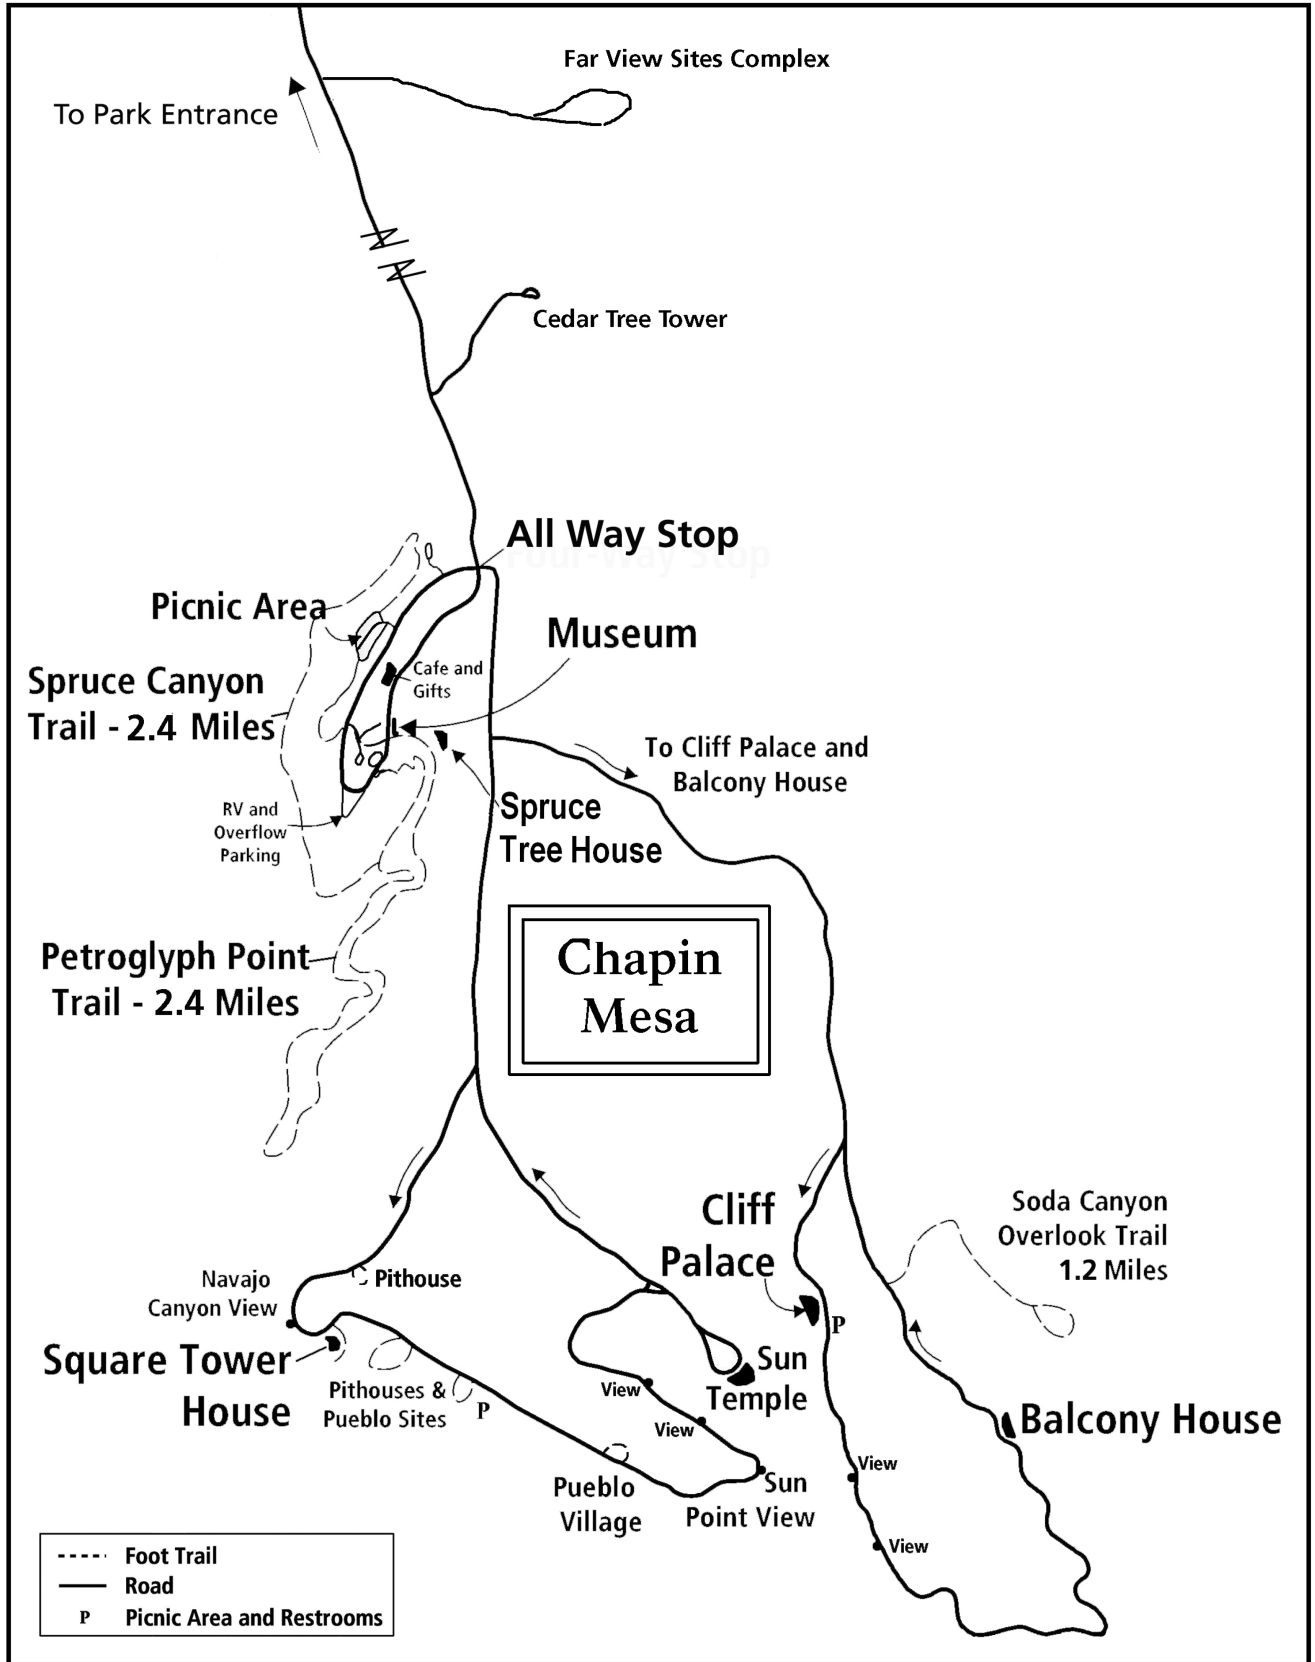 Far View Sites Complex
To Park Entrance
Cedar Tree Tower
All Way Stop
Four-Way Stop
Picnic Area
Museum
Cafe and
Gifts
Spruce Canyon
Trail - 2.4 Miles
To Cliff Palace and
Balcony House
RV and
Overflow
Parking
Spruce
Tree House
Chapin
Mesa
Petroglyph Point
Trail - 2.4 Miles
Cliff
Palace
Soda Canyon
Overlook Trail
1.2 Miles
Navajo
Canyon View
Pithouse
P
Square Tower
House
Pithouses &
Pueblo Sites
P
View
View
Sun
Temple
Balcony House
Pueblo
Village
Sun
Point View
View
View
Foot Trail
Road
P Picnic Area and Restrooms